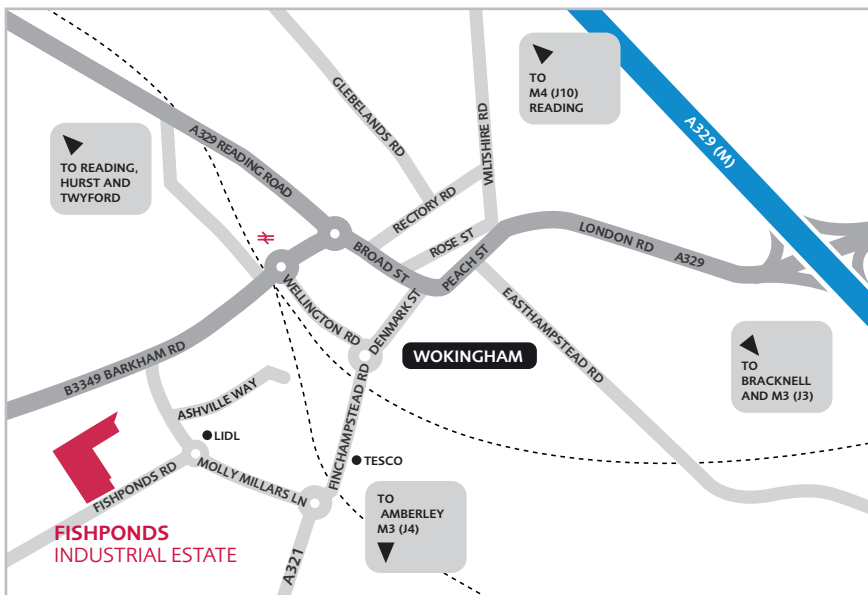 GLEBELANDS RD
WILTSHIRE RD
TO
M4 (J10)
READING
A329 (M)
A329 READING ROAD
TO READING,
HURST AND
TWYFORD
RECTORY RD
ROSE ST
BROAD ST
PEACH ST
LONDON RD
A329
WELLINGTON RD
DENMARK ST
EASTHAMPSTEAD RD
B3349 BARKHAM RD
WOKINGHAM
TO
BRACKNELL
AND M3 (J3)
ASHVILLE WAY
LIDL
FINCHAMPSTEAD RD
TESCO
FISHPONDS RD
MOLLY MILLARS LN
TO
AMBERLEY
M3 (J4)
FISHPONDS
INDUSTRIAL ESTATE
A321